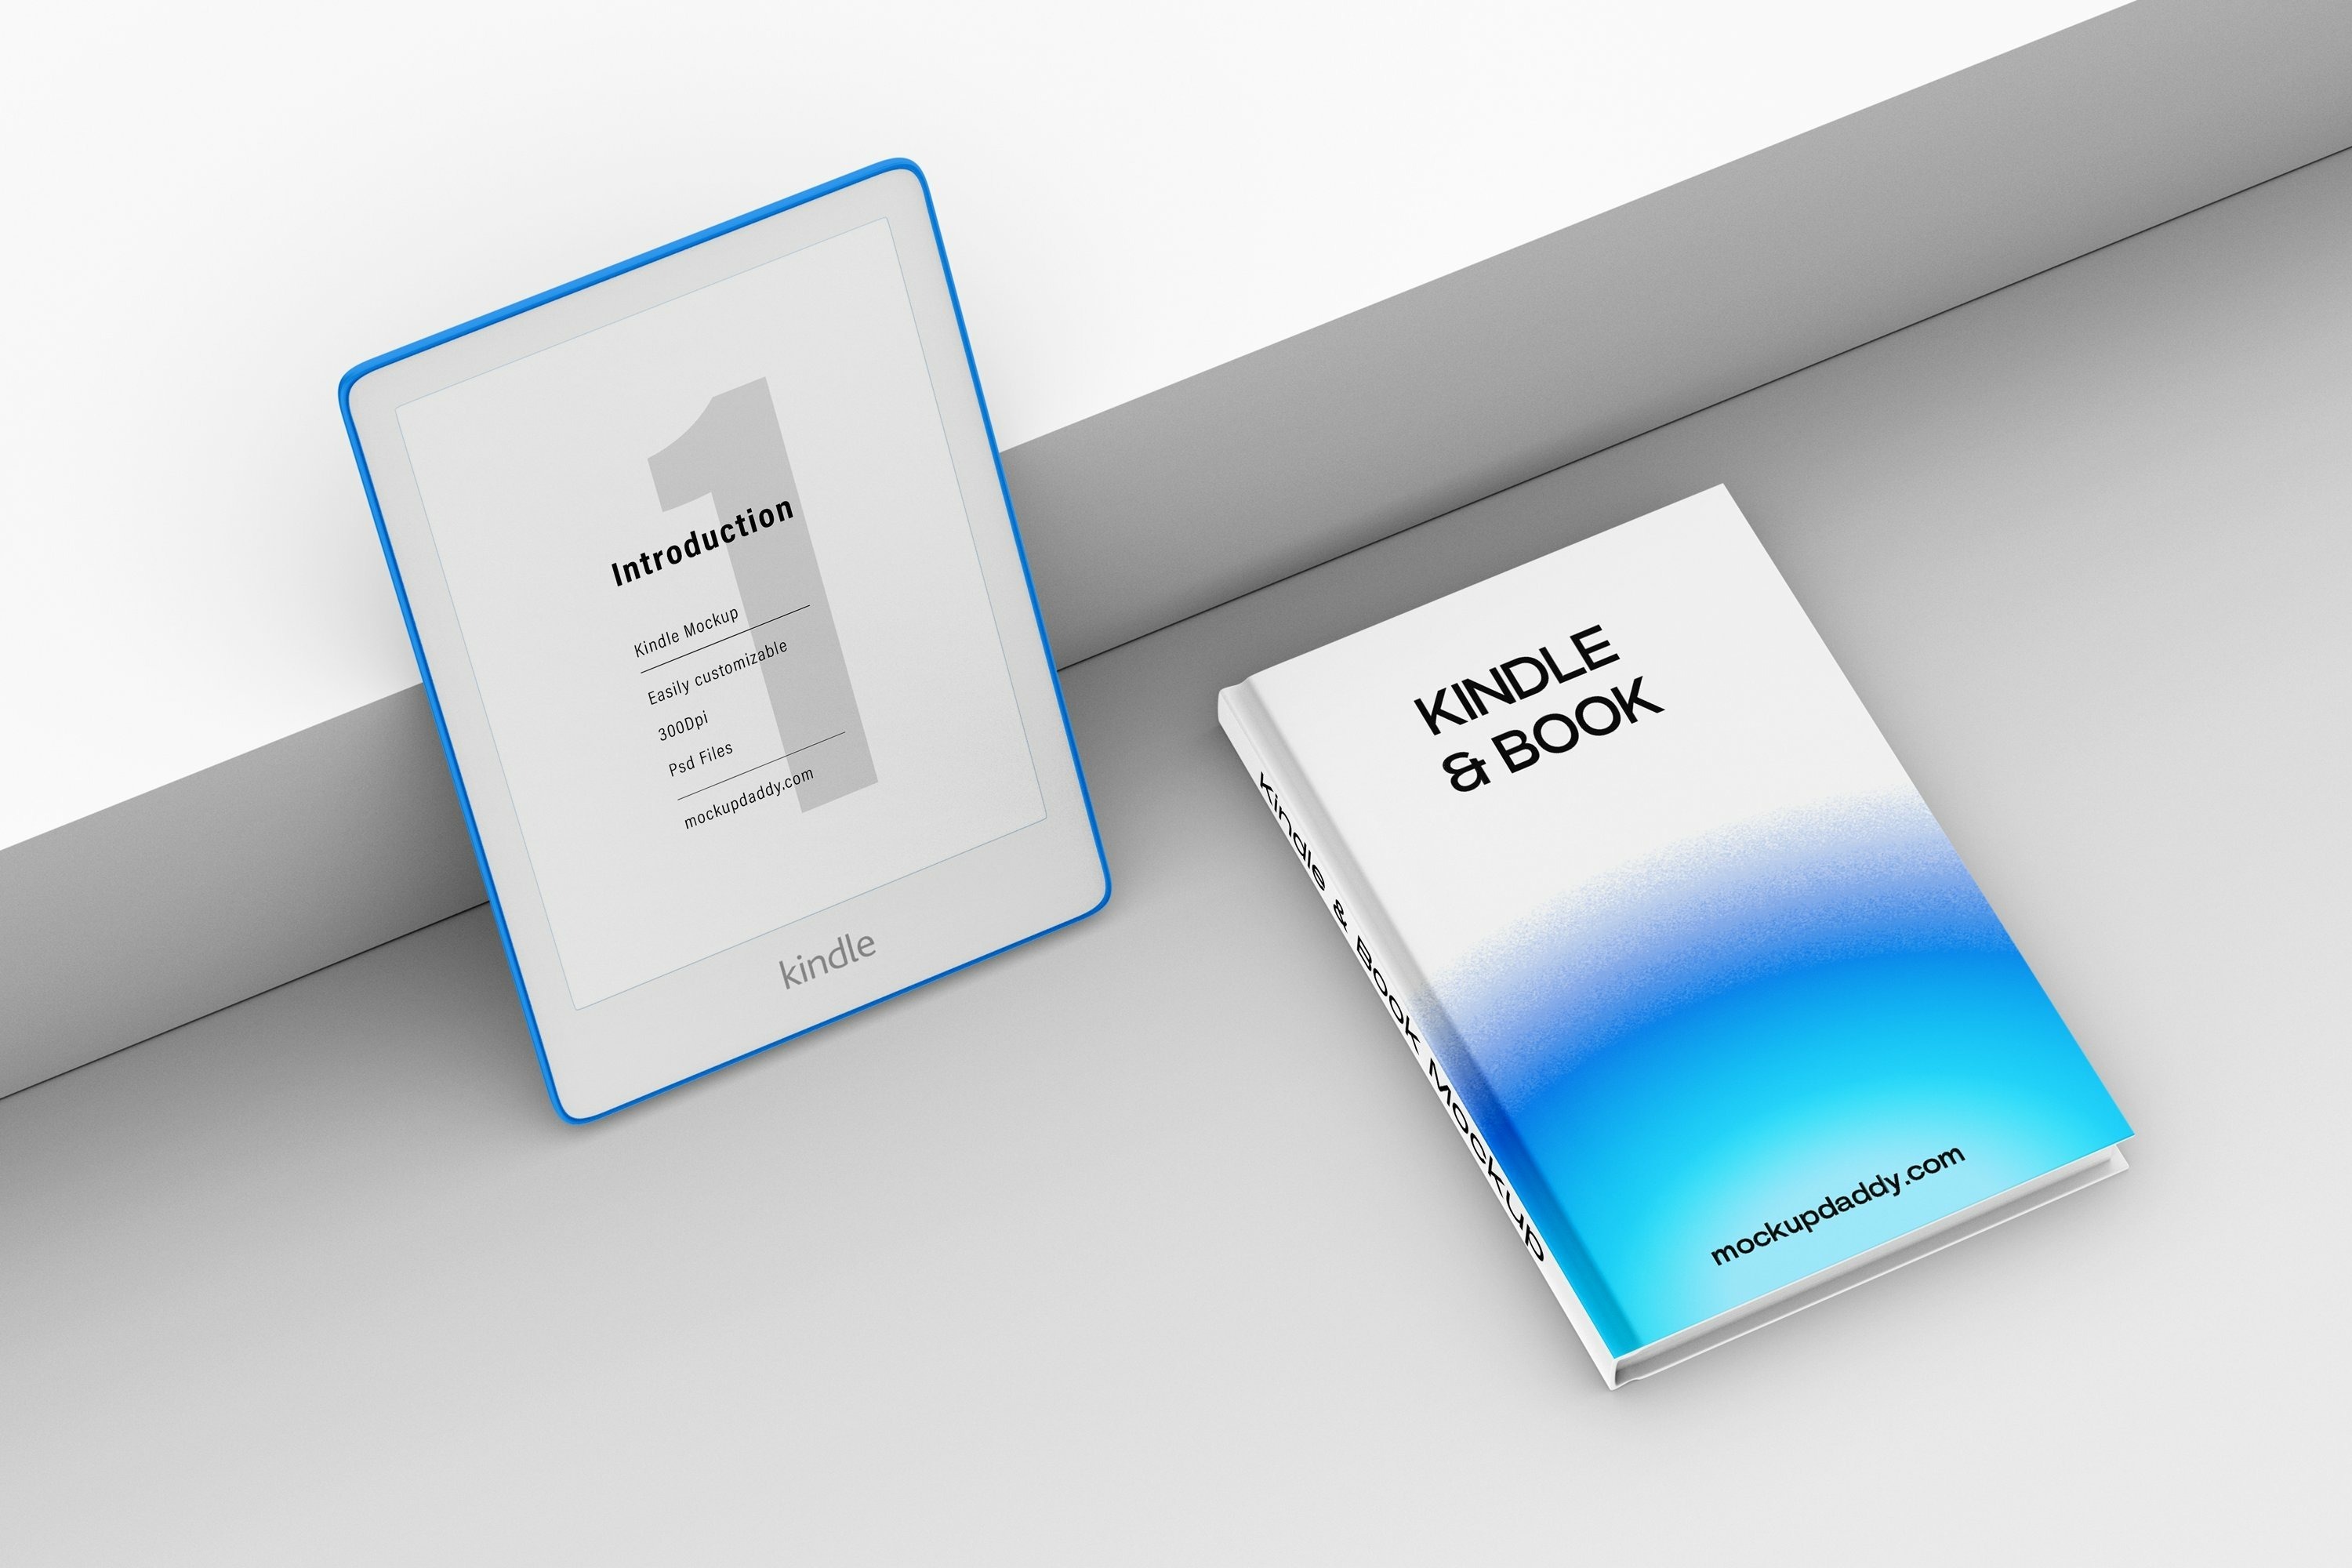 1
Introduction
Kindle Mockup
Easily customizable
300Dpi
Psd Files
mockupdaddy.com
kindle
KINDLE
& BOOK
mockupdaddy.com
Kindle & Book Mockup